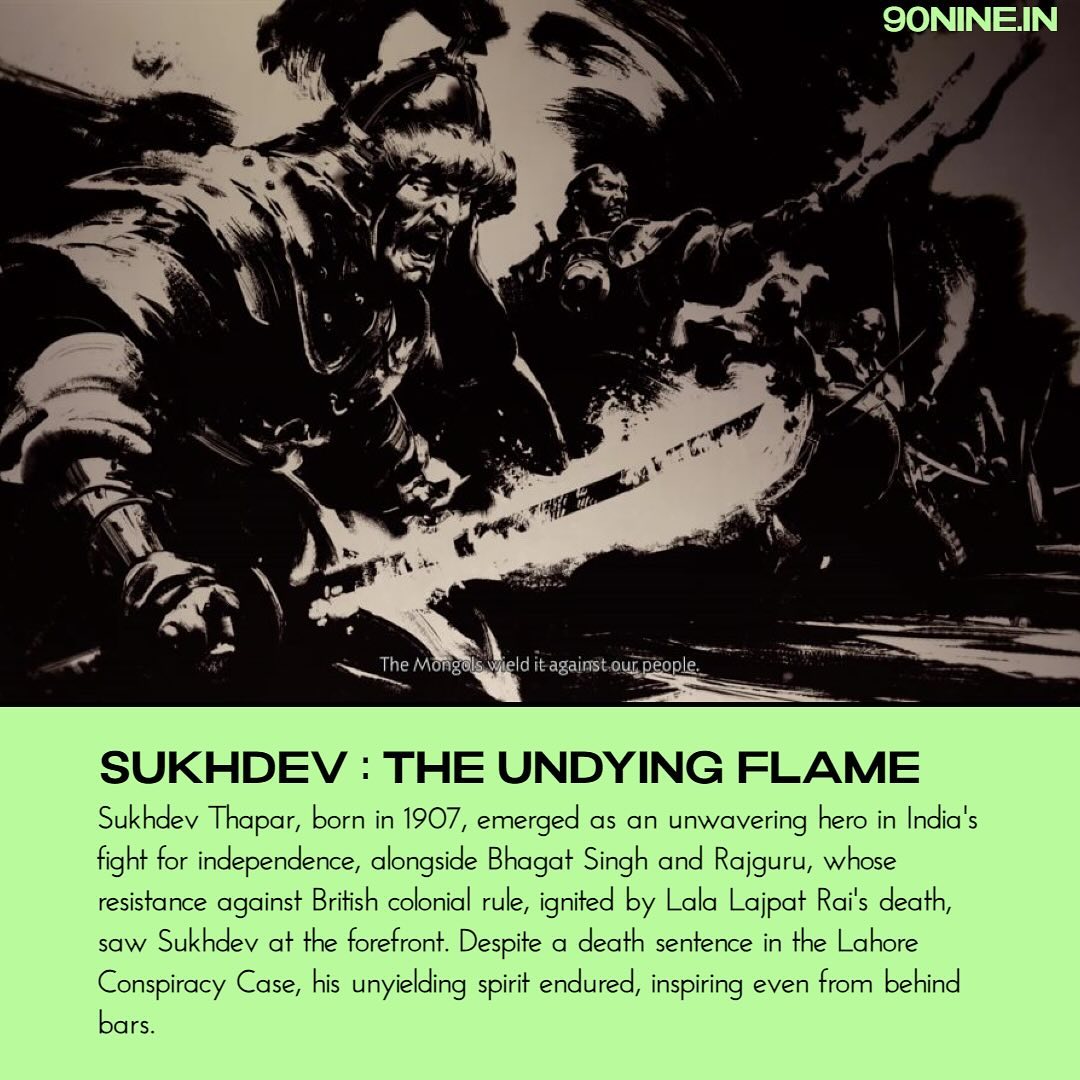 90NINE.IN
The Mongols wield it against our people.
SUKHDEV : THE UNDYING FLAME
Sukhdev Thapar, born in 1907, emerged as an unwavering hero in India's
fight for independence, alongside Bhagat Singh and Rajguru, whose
resistance against British colonial rule, ignited by Lala Lajpat Rai's death,
saw Sukhdev at the forefront. Despite a death sentence in the Lahore
Conspiracy Case, his unyielding spirit endured, inspiring even from behind
bars.